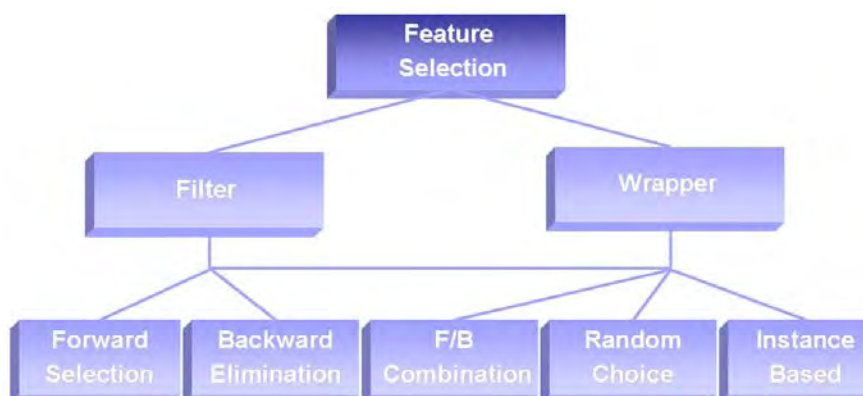 Feature
Selection
Filter
Wrapper
Forward
Selection
Backward
Elimination
F/B
Combination
Random
Choice
Instance
Based